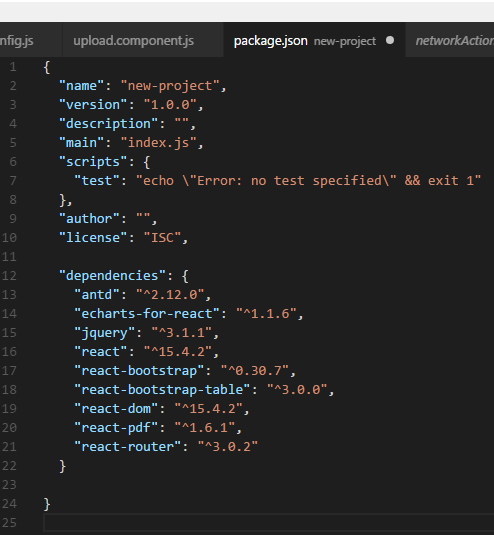 nfig.js upload.component.js package.json new-project networkAction
1 {
2 "name": "new-project",
3 "version": "1.0.0",
4 "description": "",
5 "main": "index.js",
6 "scripts": {
7 "test": "echo \"Error: no test specified\" && exit 1"
8 },
9 "author": "",
10 "license": "ISC",
11
12 "dependencies": {
13 "antd": "^2.12.0",
14 "echarts-for-react": "^1.1.6",
15 "jquery": "^3.1.1",
16 "react": "^15.4.2",
17 "react-bootstrap": "^0.30.7",
18 "react-bootstrap-table": "^3.0.0",
19 "react-dom": "^15.4.2",
20 "react-pdf": "^1.6.1",
21 "react-router": "^3.0.2"
22 }
23
24 }
25